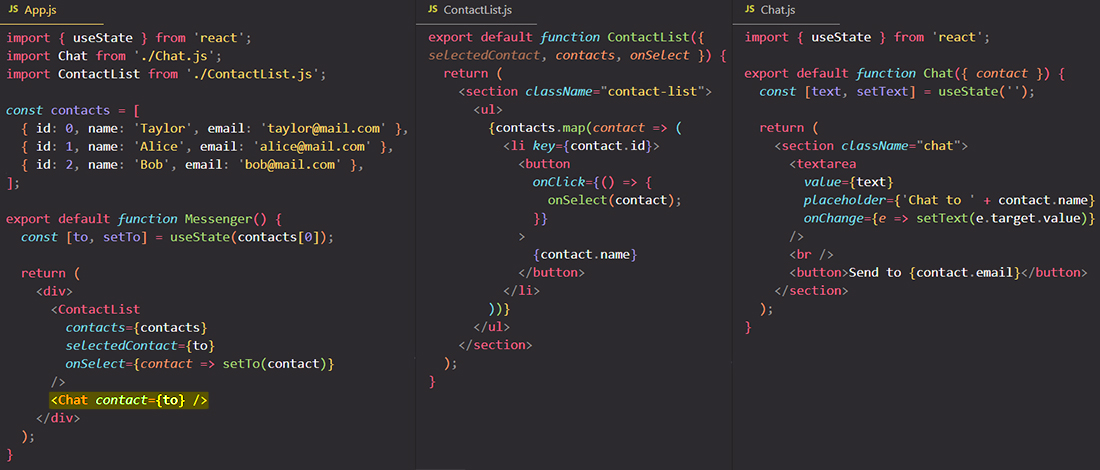 JS App.js
import { useState } from 'react';
import Chat from './Chat.js';
import ContactList from './ContactList.js';

const contacts = [
  { id: 0, name: 'Taylor', email: 'taylor@mail.com' },
  { id: 1, name: 'Alice', email: 'alice@mail.com' },
  { id: 2, name: 'Bob', email: 'bob@mail.com' },
];

export default function Messenger() {
  const [to, setTo] = useState(contacts[0]);

  return (
    <div>
      <ContactList
        contacts={contacts}
        selectedContact={to}
        onSelect={contact => setTo(contact)}
      />
      <Chat contact={to} />
    </div>
  );
}
JS ContactList.js
export default function ContactList({
selectedContact, contacts, onSelect }) {
  return (
    <section className="contact-list">
      <ul>
        {contacts.map(contact => (
          <li key={contact.id}>
            <button
              onClick={() => {
                onSelect(contact);
              }}
            >
              {contact.name}
            </button>
          </li>
        ))}
      </ul>
    </section>
  );
}
JS Chat.js
import { useState } from 'react';

export default function Chat({ contact }) {
  const [text, setText] = useState('');

  return (
    <section className="chat">
      <textarea
        value={text}
        placeholder={'Chat to ' + contact.name}
        onChange={e => setText(e.target.value)}
      />
      <br />
      <button>Send to {contact.email}</button>
    </section>
  );
}